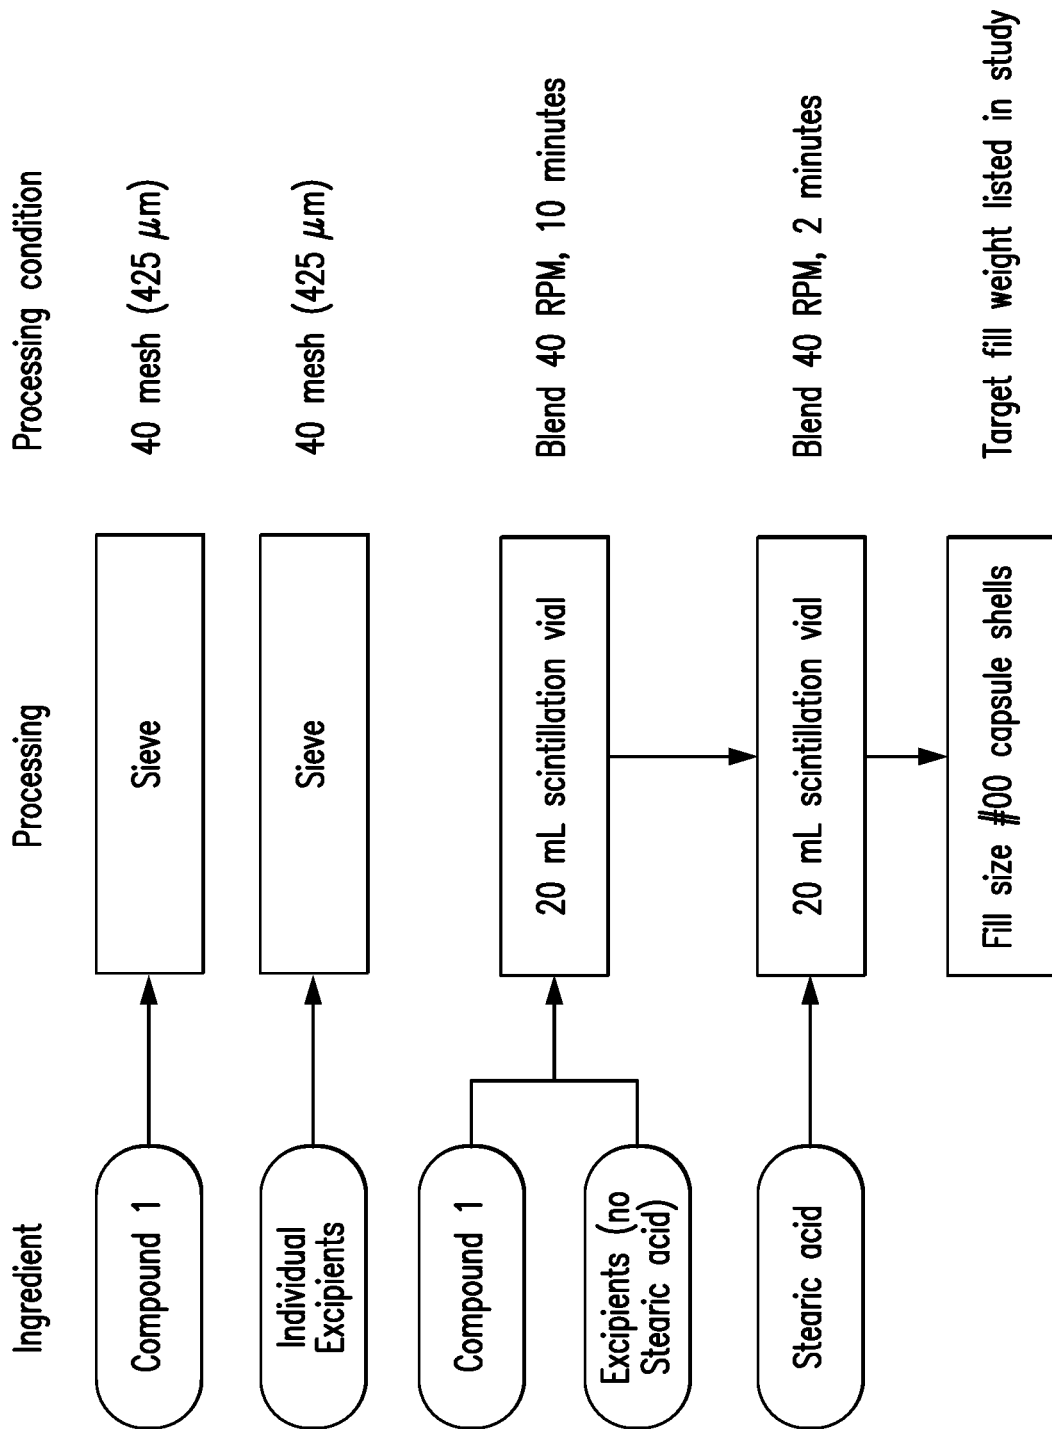 Ingredient
Processing
Processing condition
Compound 1
Sieve
40 mesh (425 μm)
Individual
Excipients
Sieve
40 mesh (425 μm)
Compound 1
Excipients (no
Stearic acid)
20 mL scintillation vial
Blend 40 RPM, 10 minutes
Stearic acid
20 mL scintillation vial
Blend 40 RPM, 2 minutes
Fill size #00 capsule shells
Target fill weight listed in study